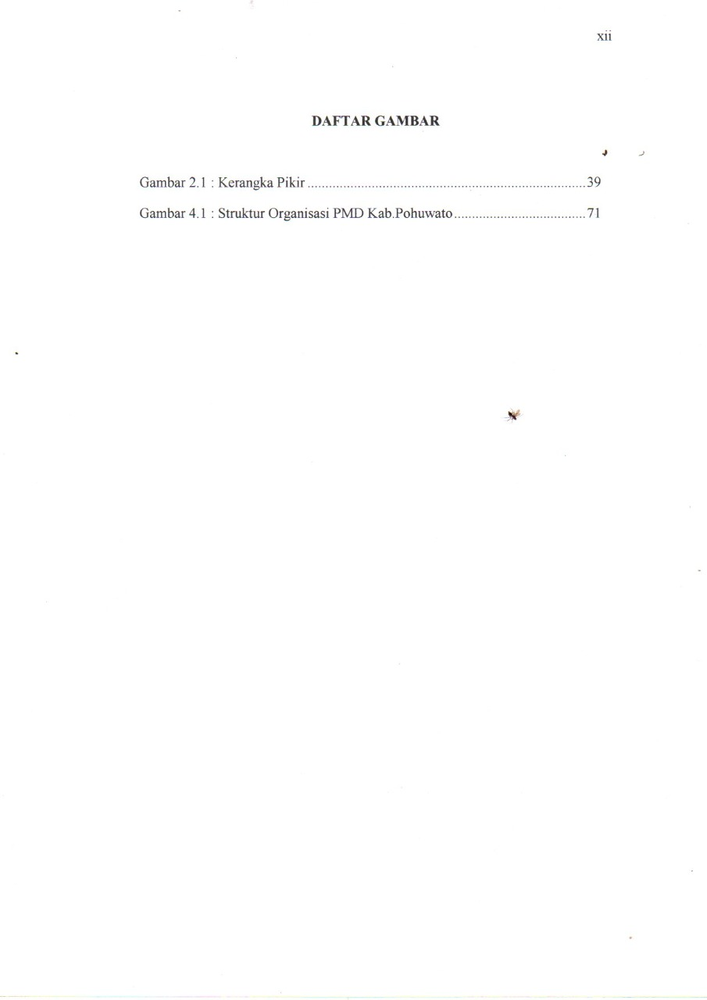 xii
DAFTAR GAMBAR
Gambar 2.1 : Kerangka Pikir..............................................................................39
Gambar 4.1 : Struktur Organisasi PMD Kab.Pohuwato.....................................71